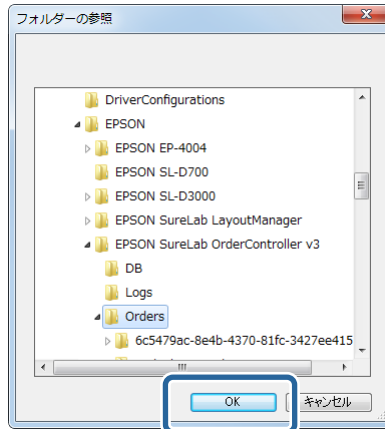 フォルダーの参照
DriverConfigurations
EPSON
EPSON EP-4004
EPSON SL-D700
EPSON SL-D3000
EPSON SureLab LayoutManager
EPSON SureLab OrderController v3
DB
Logs
Orders
6c5479ac-8e4b-4370-81fc-3427ee415
OK
キャンセル